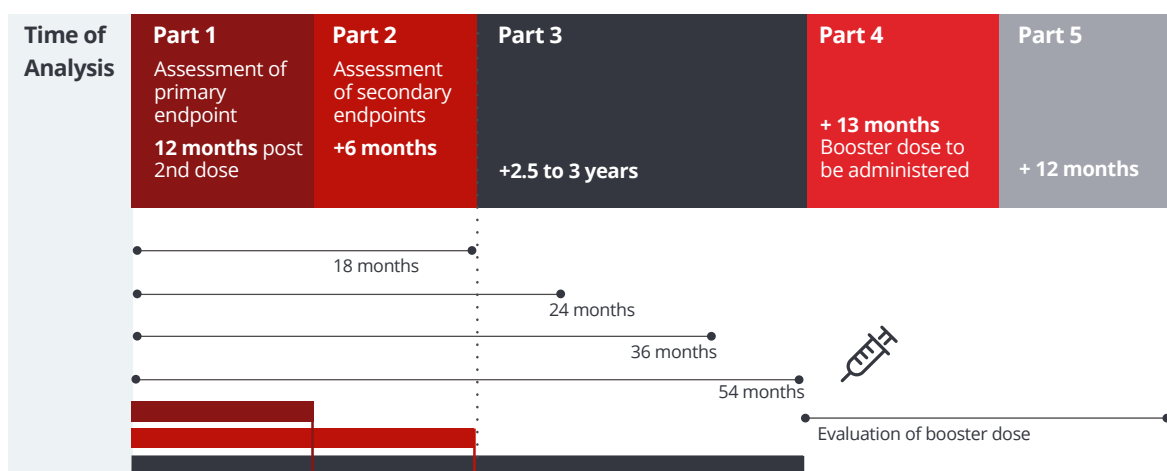 Time of
Analysis
Part 1
Assessment of
primary
endpoint
12 months post
2nd dose
Part 2
Assessment
of secondary
endpoints
+6 months
Part 3
+2.5 to 3 years
Part 4
+ 13 months
Booster dose to
be administered
Part 5
+ 12 months
18 months
24 months
36 months
54 months
Evaluation of booster dose